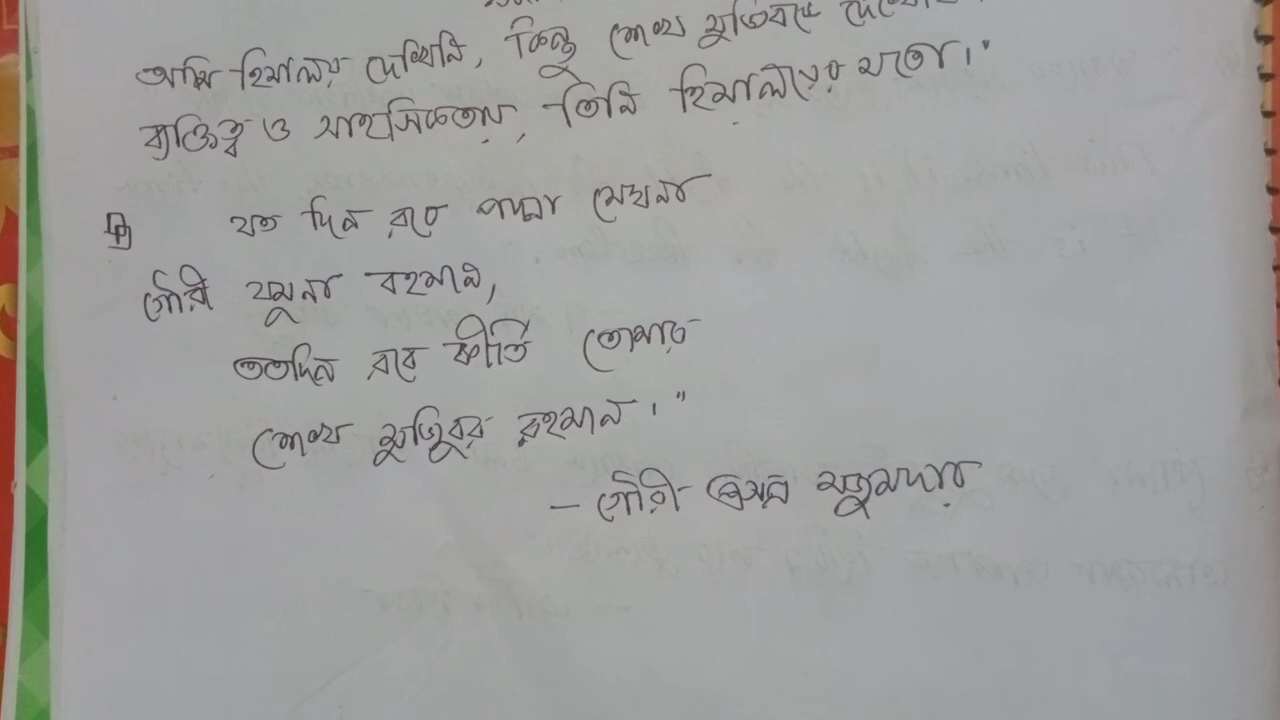 আমি হিমালয় দেখিনি, কিন্তু শেখ মুজিবকে
ব্যক্তিত্ব ও সাহসিকতায়, তিনি হিমালয়ের মতো।"
যত দিন রবে পদ্মা মেঘনা
গৌরী যমুনা বহমান,
ততদিন রবে কীর্তি তোমার
শেখ মুজিবুর রহমান।"
– গৌরী প্রসন্ন মজুমদার